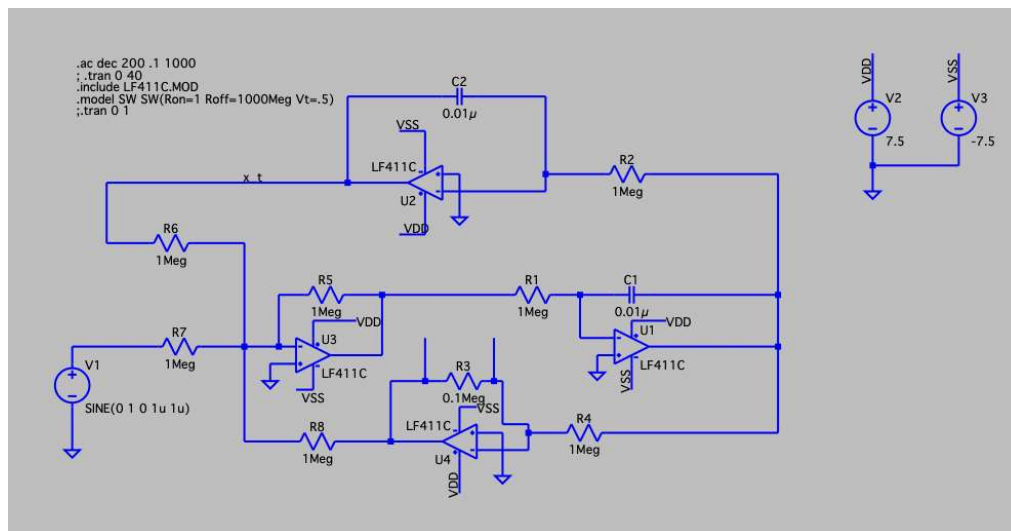 .ac dec 200 .1 1000
; .tran 0 40
.include LF411C.MOD
.model SW SW(Ron=1 Roff=1000Meg Vt=.5)
;.tran 0 1
C2
0.01µ
VSS
LF411C
U2
VDD
R2
1Meg
VDD
V2
7.5
VSS
V3
-7.5
x_t
R6
1Meg
R5
1Meg
R1
1Meg
C1
0.01µ
VDD
U3
LF411C
VSS
VDD
U1
LF411C
VSS
R7
1Meg
V1
SINE(0 1 0 1u 1u)
R3
0.1Meg
VSS
LF411C
U4
VDD
R8
1Meg
R4
1Meg